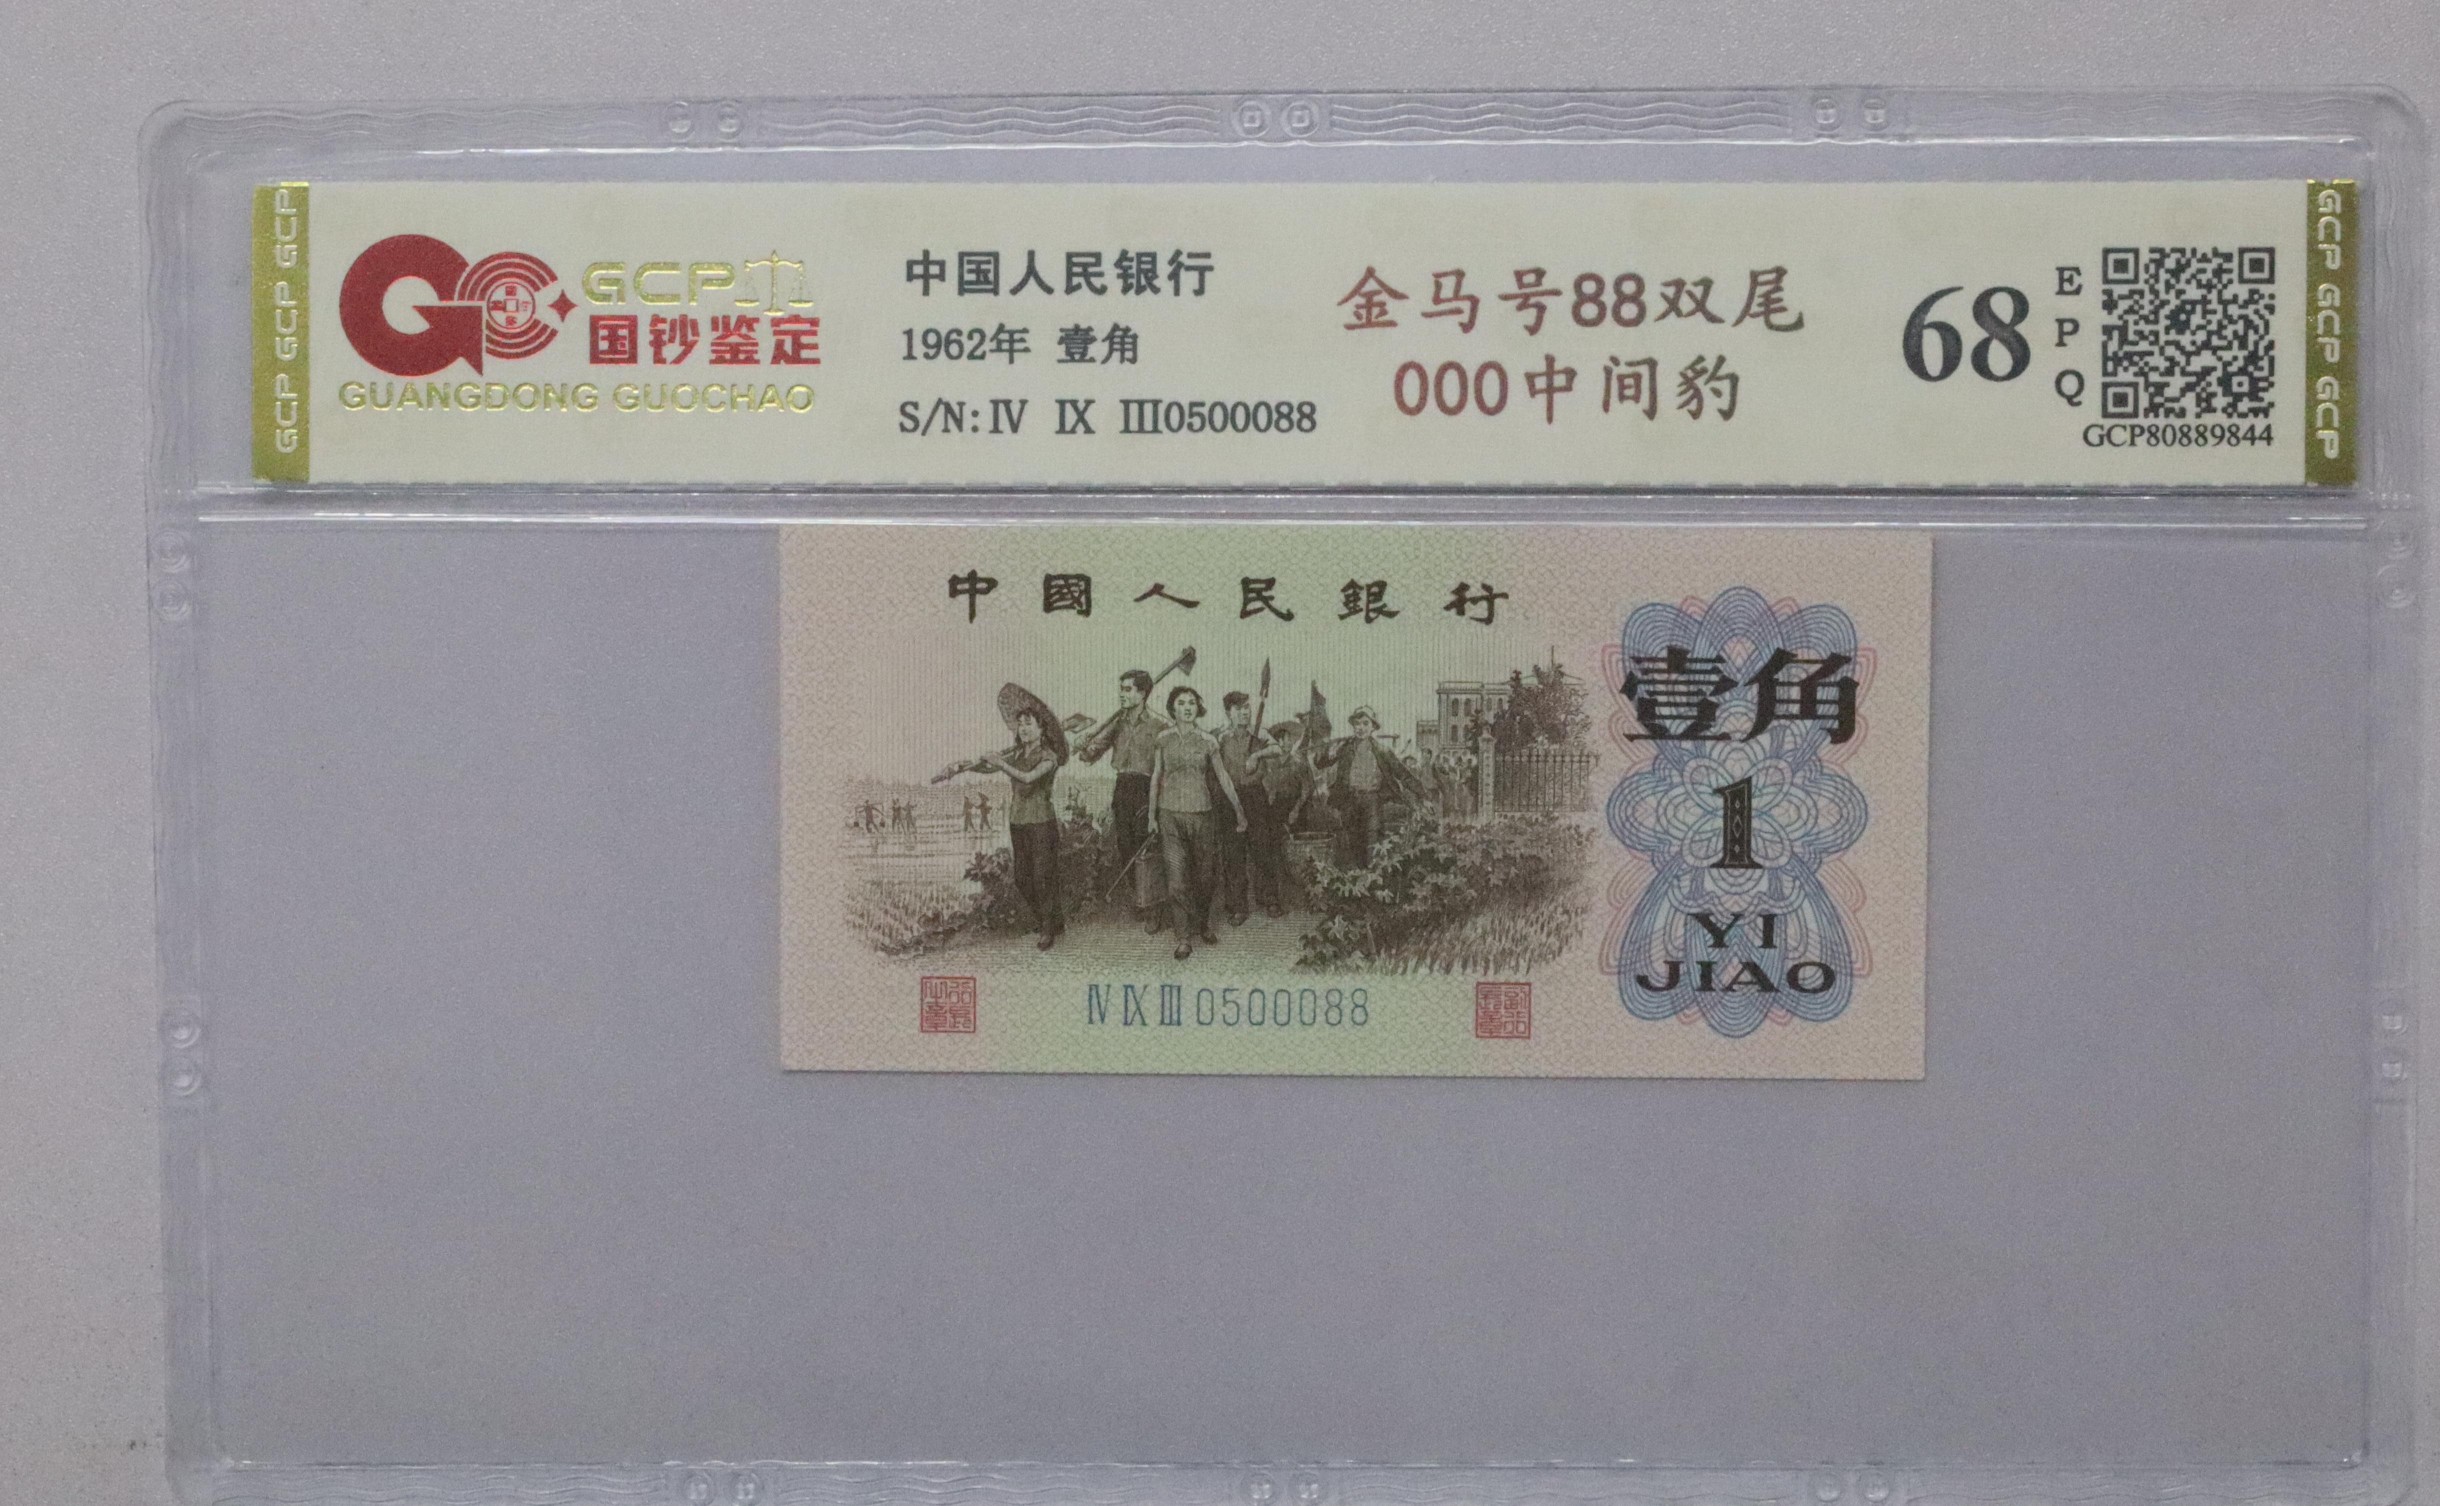 GCP GCP GCP
GCP
国钞鉴定
GUANGDONG GUOCHAO
中国人民银行
1962年 壹角
S/N: Ⅳ Ⅸ Ⅲ0500088
金马号88双尾
000中间豹
68
E
P
Q
GCP80889844
GCP GCP GCP
中國人民銀行
壹角
1
YI
JIAO
Ⅳ Ⅸ Ⅲ 0500088